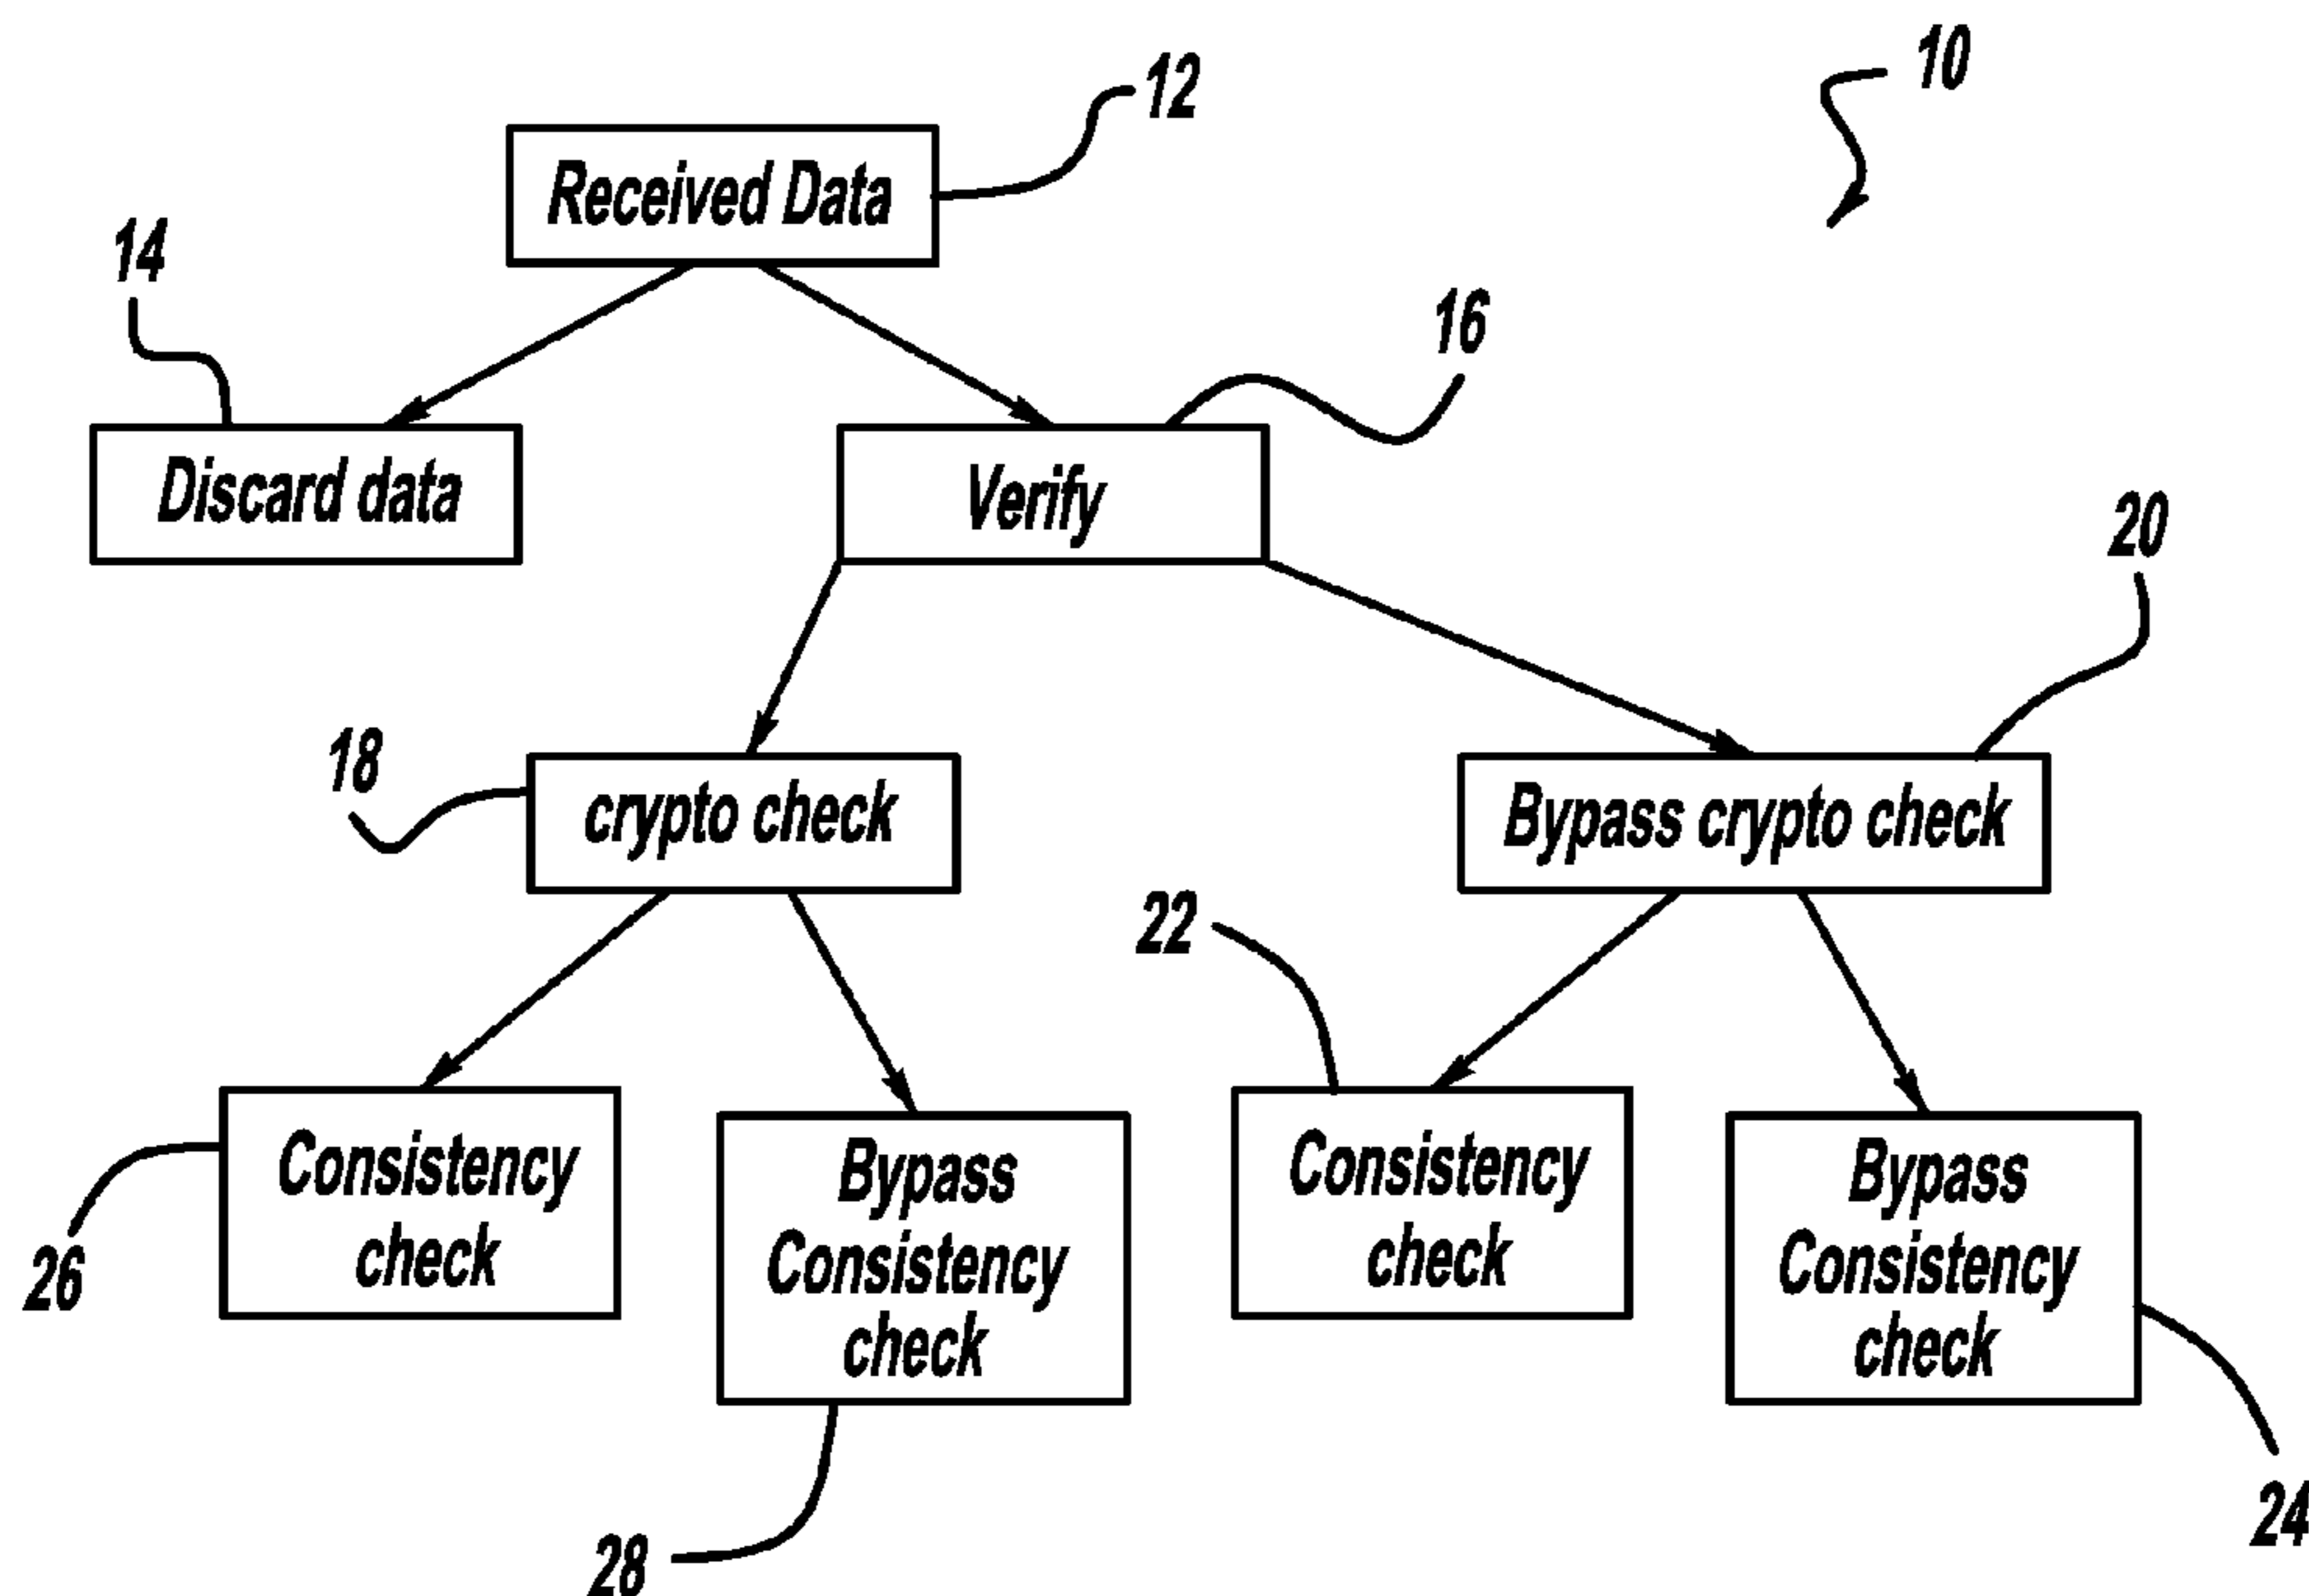 10
12
Received Data
14
16
Discard data
Verify
20
18
crypto check
Bypass crypto check
22
Consistency
check
Bypass
Consistency
check
Consistency
check
Bypass
Consistency
check
26
24
28